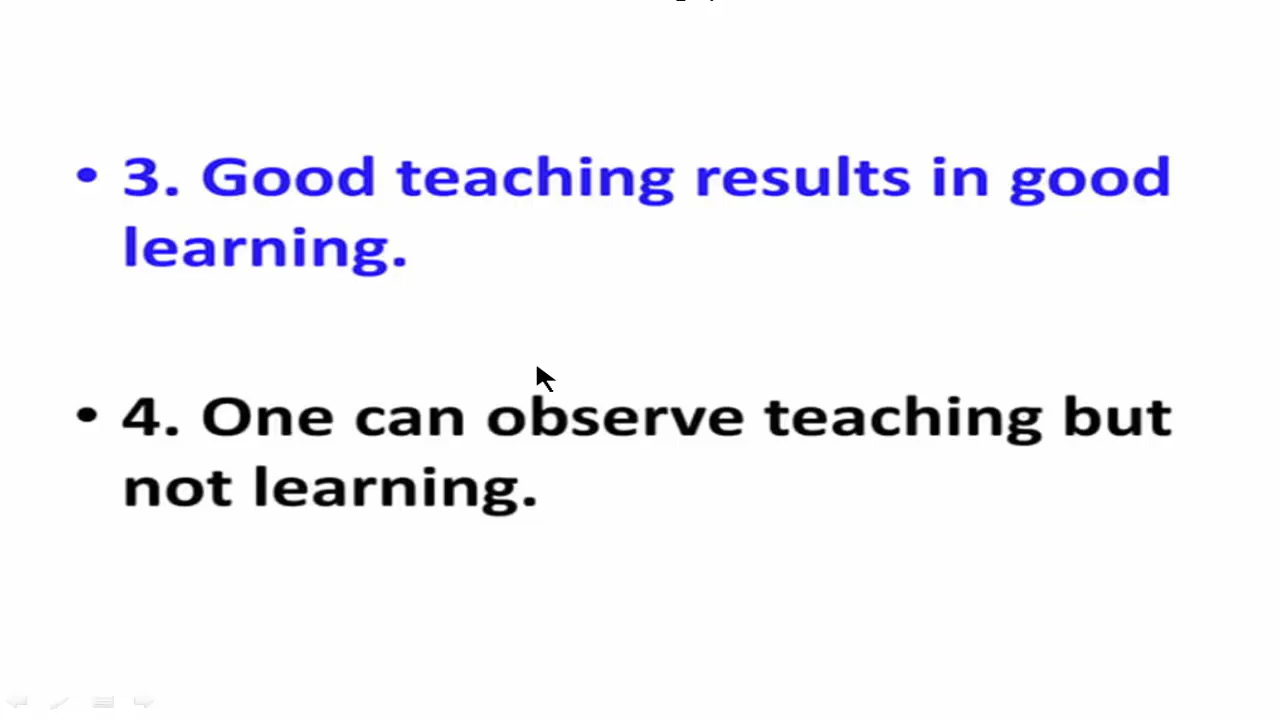 • 3. Good teaching results in good
learning.
• 4. One can observe teaching but
not learning.